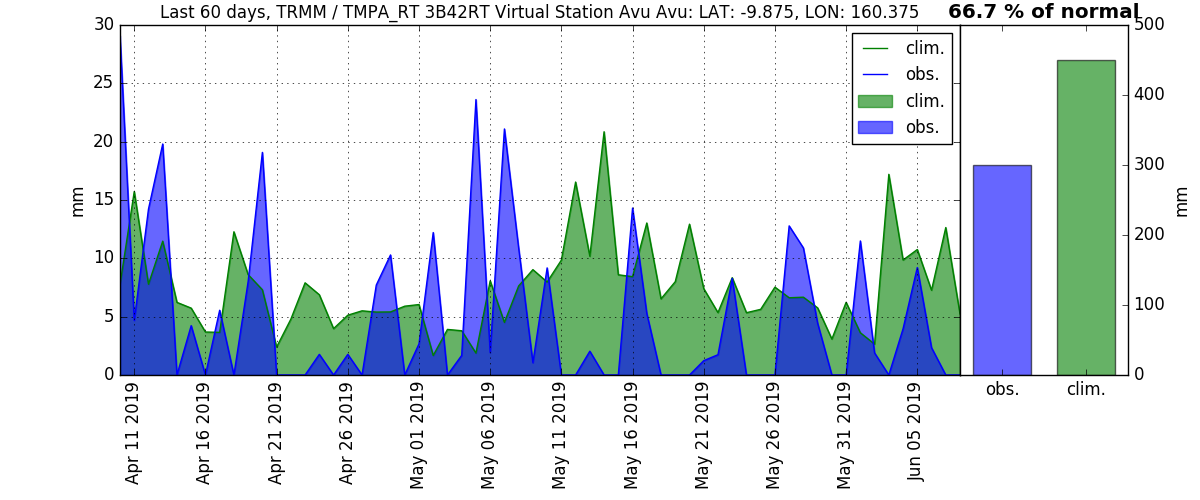 Last 60 days, TRMM / TMPA_RT 3B42RT Virtual Station Avu Avu: LAT: -9.875, LON: 160.375
66.7 % of normal
30
25
20
15
10
5
0
mm
clim.
obs.
clim.
obs.
500
400
300
200
100
0
mm
obs.
clim.
Apr 11 2019
Apr 16 2019
Apr 21 2019
Apr 26 2019
May 01 2019
May 06 2019
May 11 2019
May 16 2019
May 21 2019
May 26 2019
May 31 2019
Jun 05 2019